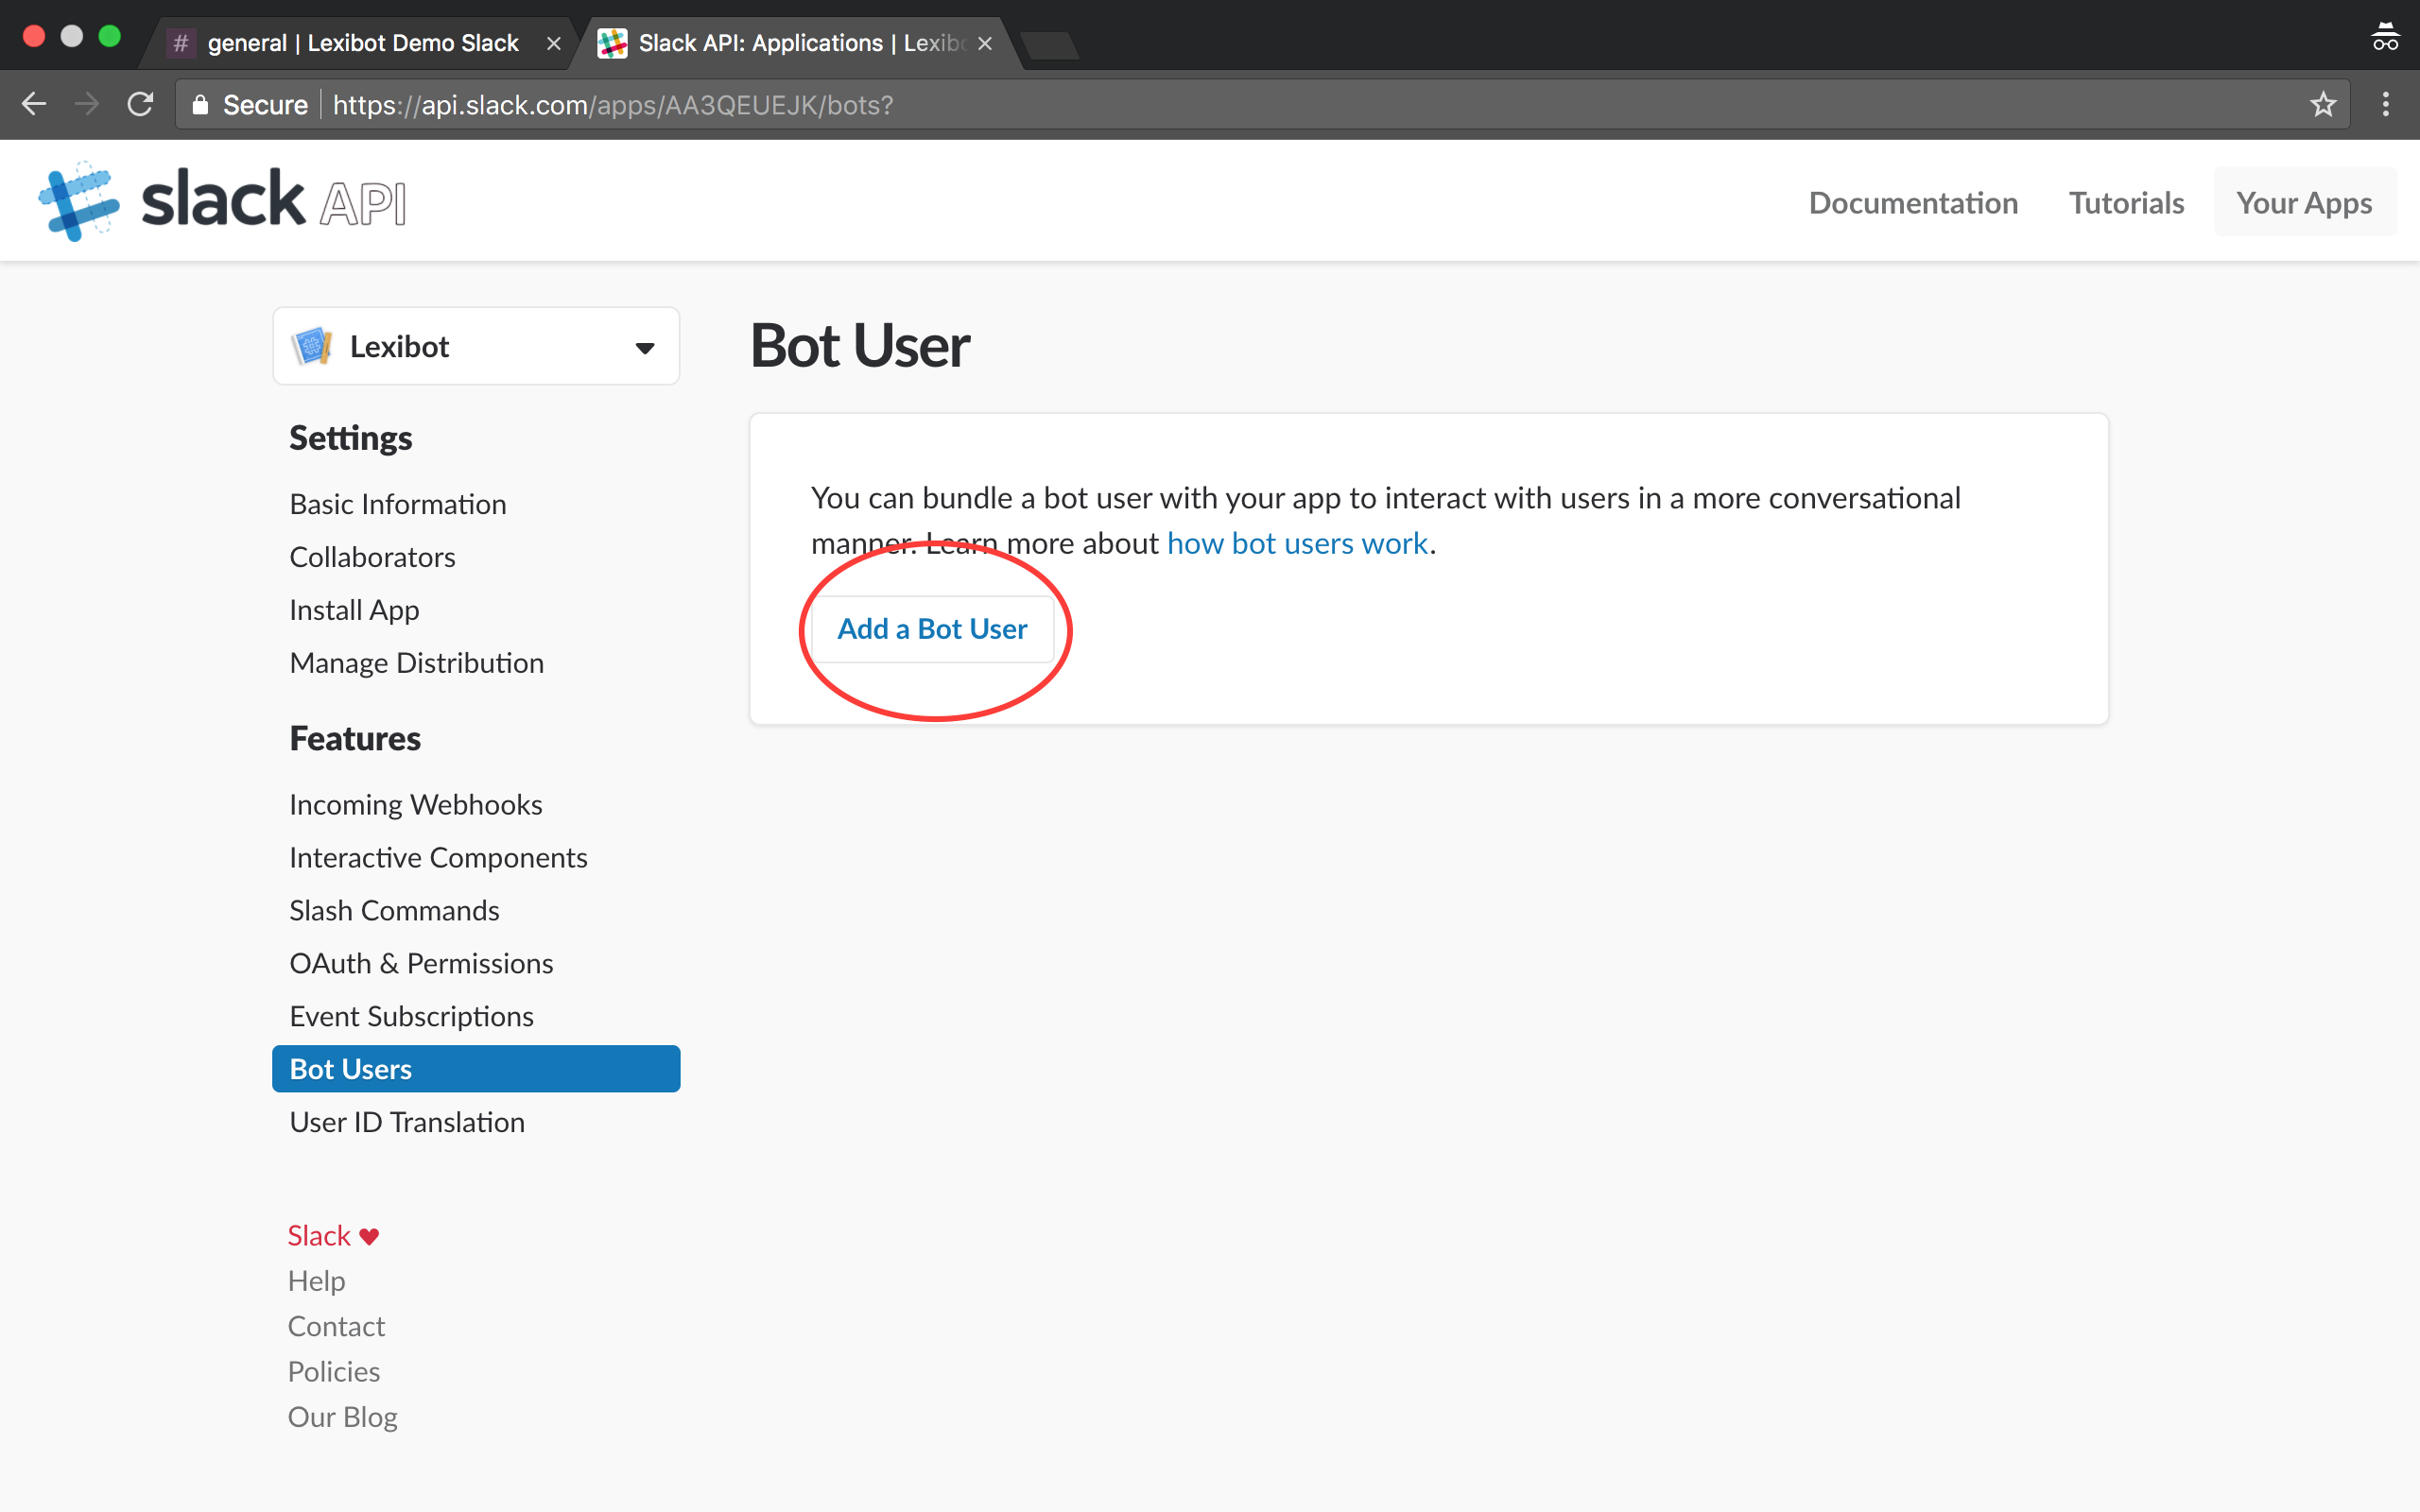 # general | Lexibot Demo Slack
Slack API: Applications | Lexibo
Secure https://api.slack.com/apps/AA3QEUEJK/bots?
slack API
Documentation
Tutorials
Your Apps
Lexibot
Settings
Basic Information
Collaborators
Install App
Manage Distribution
Features
Incoming Webhooks
Interactive Components
Slash Commands
OAuth & Permissions
Event Subscriptions
Bot Users
User ID Translation
Slack ♥
Help
Contact
Policies
Our Blog
Bot User
You can bundle a bot user with your app to interact with users in a more conversational
manner. Learn more about how bot users work.
Add a Bot User